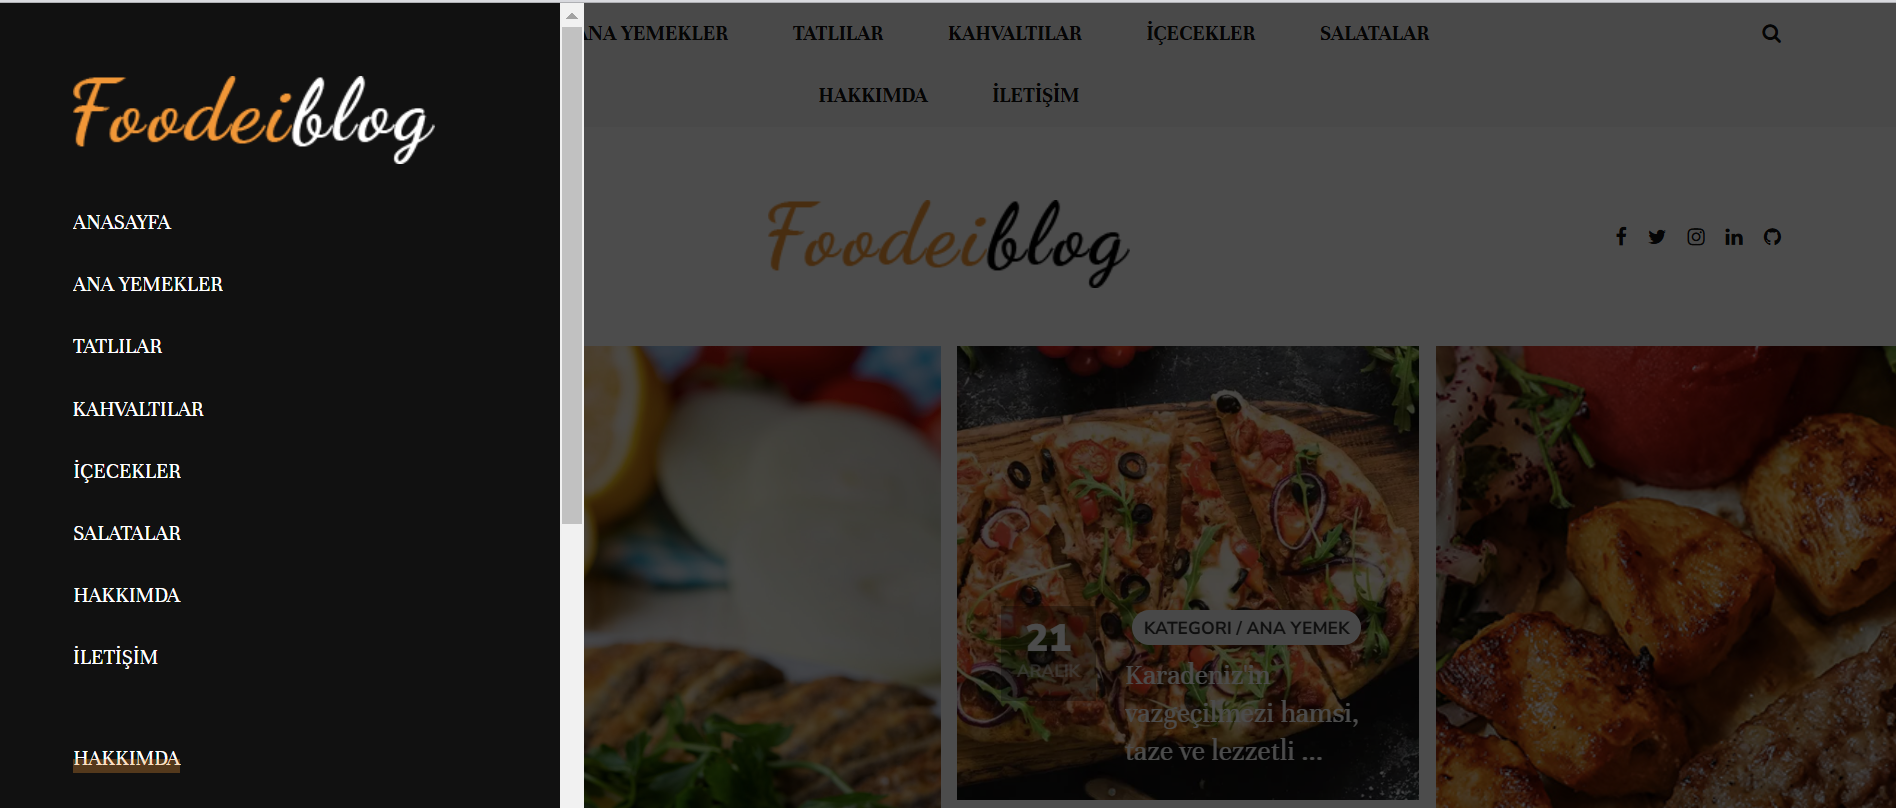 Foodeiblog
ANASAYFA
ANA YEMEKLER
TATLILAR
KAHVALTILAR
İÇECEKLER
SALATALAR
HAKKIMDA
İLETİŞİM
HAKKIMDA
ANA YEMEKLER TATLILAR KAHVALTILAR İÇECEKLER SALATALAR
HAKKIMDA İLETİŞİM
Foodeiblog
21
ARALIK
KATEGORI / ANA YEMEK
Karadeniz'in
vazgeçilmezi hamsi,
taze ve lezzetli ...